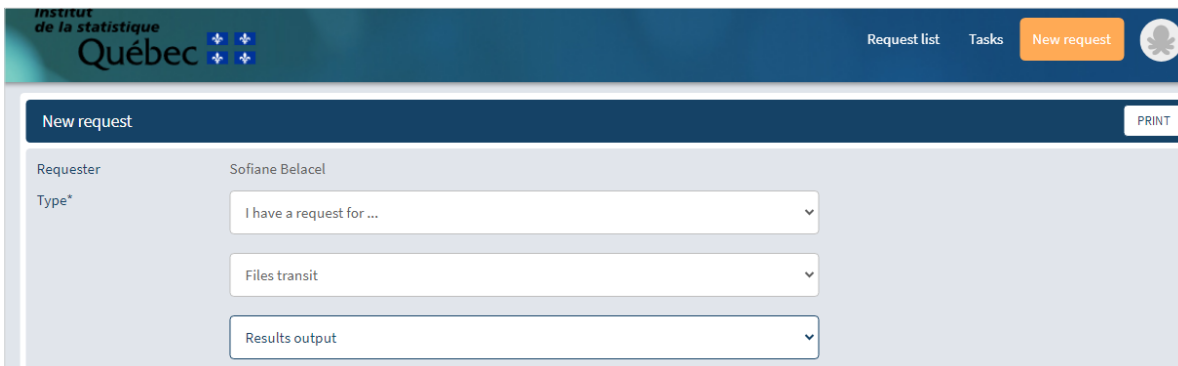 Institut
de la statistique
Québec
Request list Tasks New request
New request PRINT
Requester Sofiane Belacel
Type* I have a request for ...
Files transit
Results output